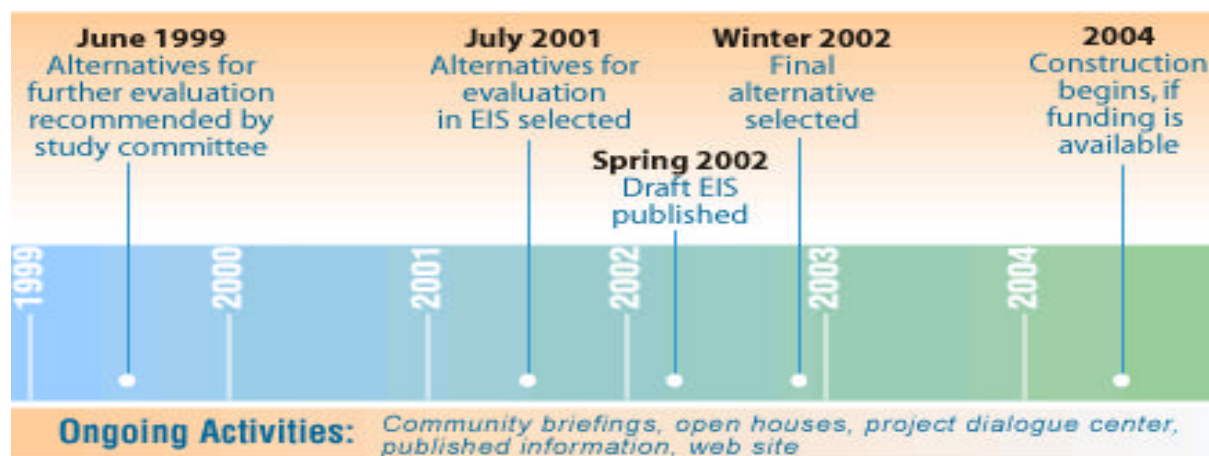 June 1999
Alternatives for
further evaluation
recommended by
study committee
July 2001
Alternatives for
evaluation
in EIS selected
Spring 2002
Draft EIS
published
Winter 2002
Final
alternative
selected
2004
Construction
begins, if
funding is
available
1999
2000
2001
2002
2003
2004
Ongoing Activities: Community briefings, open houses, project dialogue center,
published information, web site